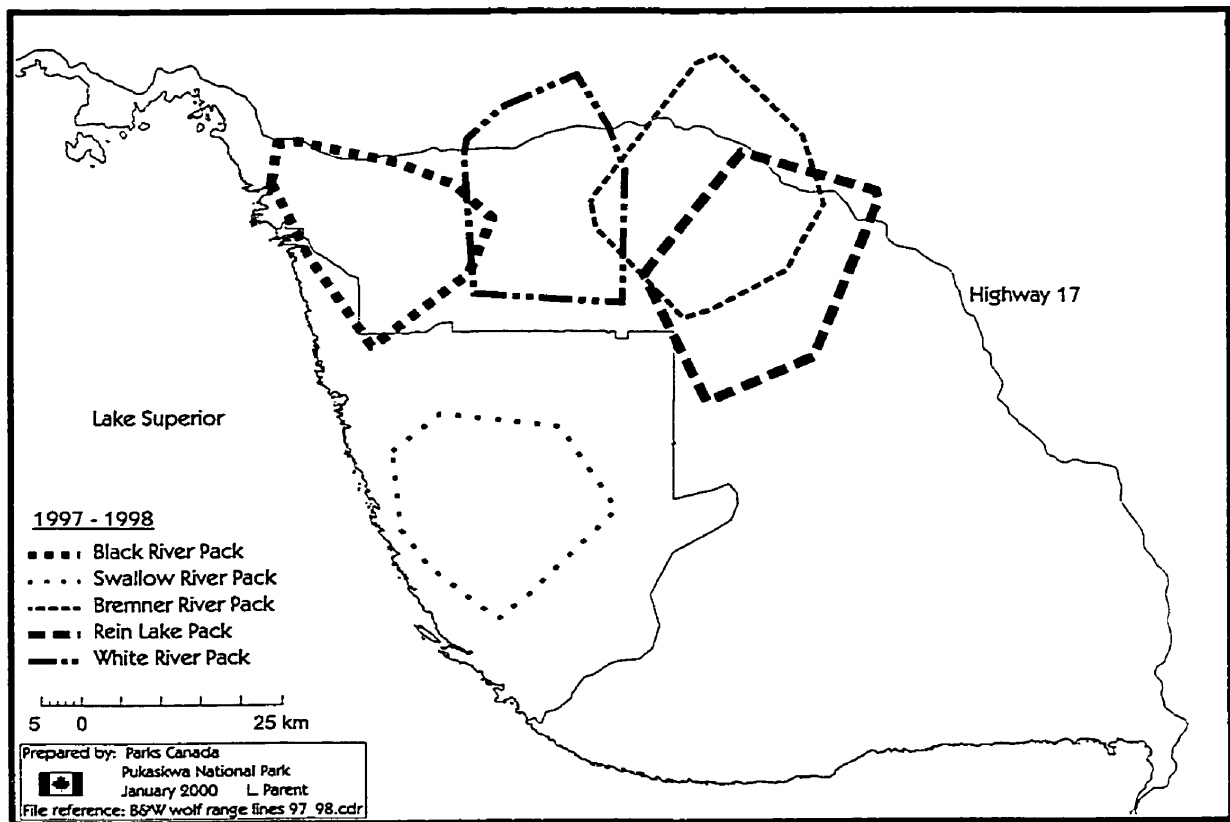 Highway 17
Lake Superior
1997 - 1998
Black River Pack
Swallow River Pack
Bremner River Pack
Rein Lake Pack
White River Pack
5 0 25 km
Prepared by: Parks Canada
Pukaskwa National Park
January 2000 L Parent
File reference: B&W wolf range lines 97_98.cdr